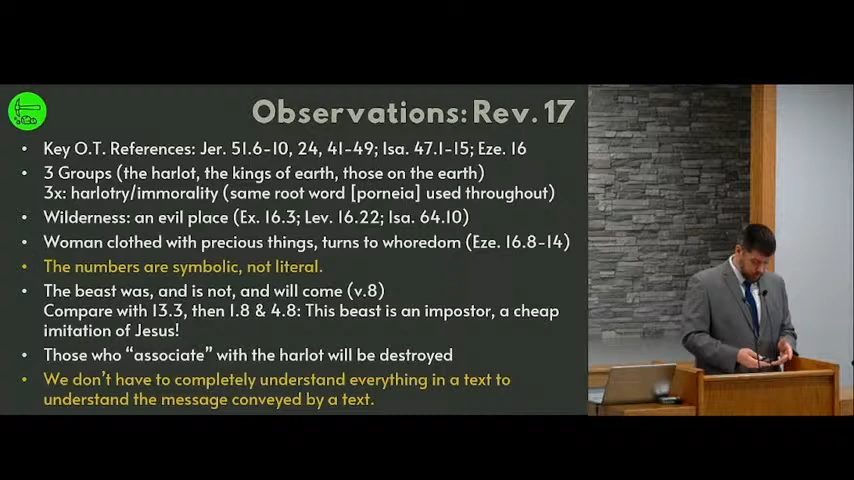 Observations: Rev. 17
• Key O.T. References: Jer. 51.6-10, 24, 41-49; Isa. 47.1-15; Eze. 16
• 3 Groups (the harlot, the kings of earth, those on the earth)
3x: harlotry/immorality (same root word [porneia] used throughout)
• Wilderness: an evil place (Ex. 16.3; Lev. 16.22; Isa. 64.10)
• Woman clothed with precious things, turns to whoredom (Eze. 16.8-14)
• The numbers are symbolic, not literal.
• The beast was, and is not, and will come (v.8)
Compare with 13.3, then 1.8 & 4.8: This beast is an impostor, a cheap
imitation of Jesus!
• Those who “associate” with the harlot will be destroyed
• We don’t have to completely understand everything in a text to
understand the message conveyed by a text.